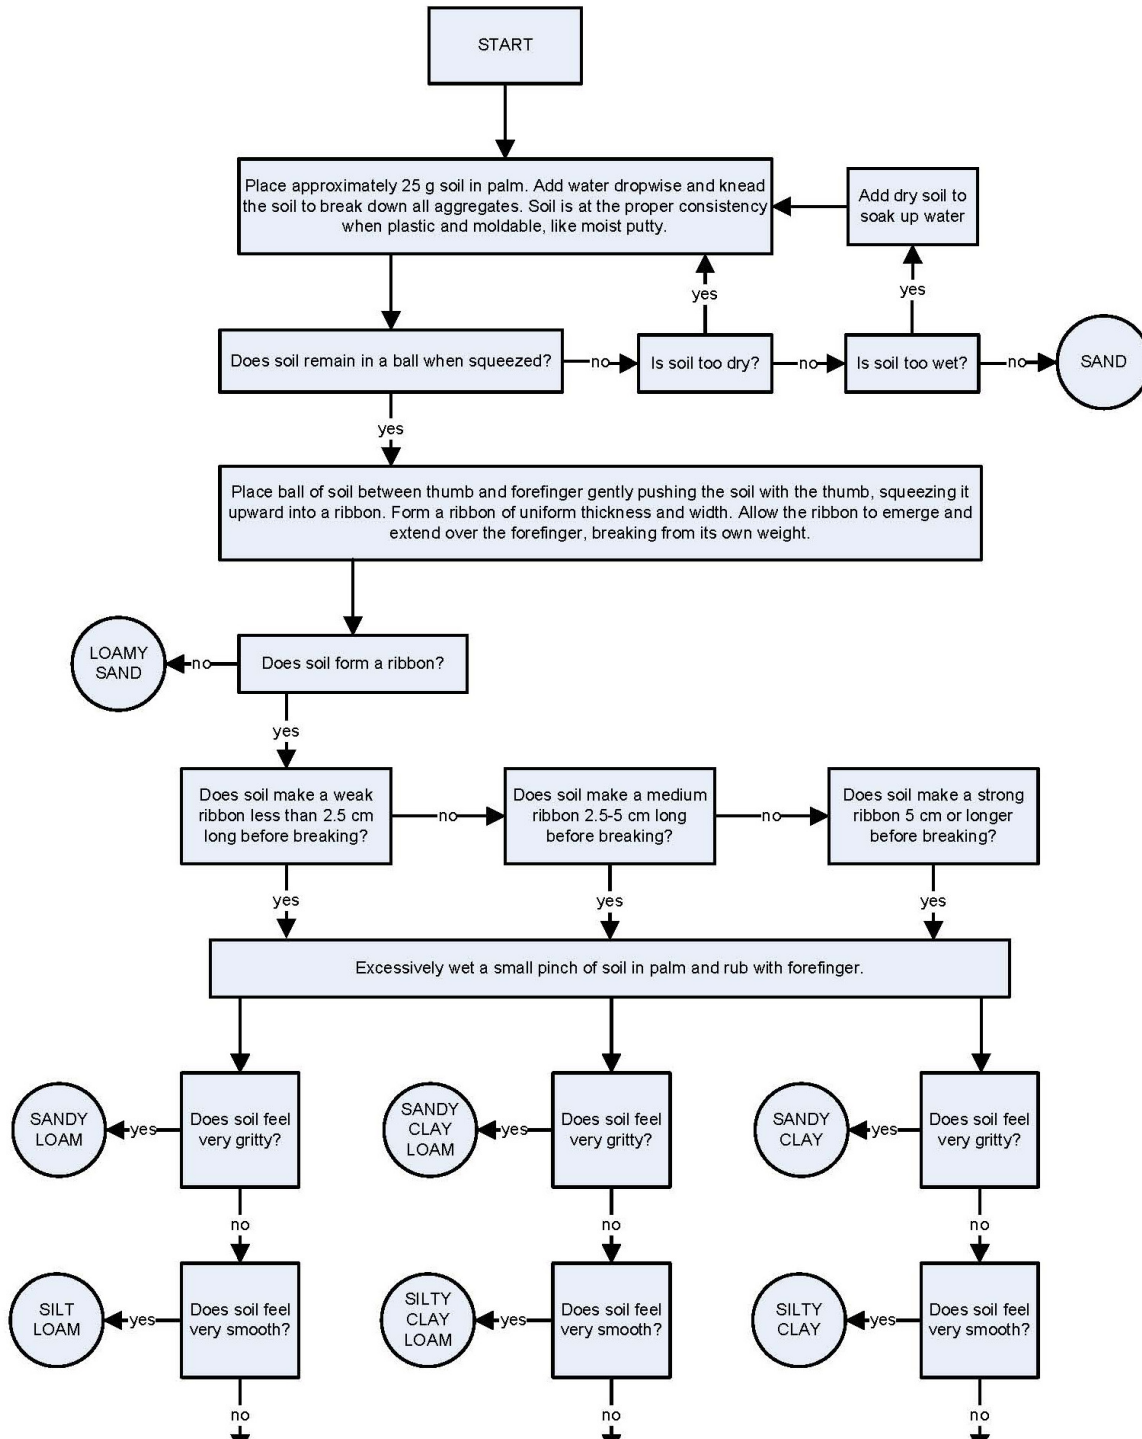 START
Place approximately 25 g soil in palm. Add water dropwise and knead
the soil to break down all aggregates. Soil is at the proper consistency
when plastic and moldable, like moist putty.
Add dry soil to
soak up water
yes
yes
Does soil remain in a ball when squeezed?
no
Is soil too dry?
no
Is soil too wet?
no
SAND
yes
Place ball of soil between thumb and forefinger gently pushing the soil with the thumb, squeezing it
upward into a ribbon. Form a ribbon of uniform thickness and width. Allow the ribbon to emerge and
extend over the forefinger, breaking from its own weight.
LOAMY
SAND
no
Does soil form a ribbon?
yes
Does soil make a weak
ribbon less than 2.5 cm
long before breaking?
no
Does soil make a medium
ribbon 2.5-5 cm long
before breaking?
no
Does soil make a strong
ribbon 5 cm or longer
before breaking?
yes
yes
yes
Excessively wet a small pinch of soil in palm and rub with forefinger.
SANDY
LOAM
yes
Does soil feel
very gritty?
SANDY
CLAY
LOAM
yes
Does soil feel
very gritty?
SANDY
CLAY
yes
Does soil feel
very gritty?
no
no
no
SILT
LOAM
yes
Does soil feel
very smooth?
SILTY
CLAY
LOAM
yes
Does soil feel
very smooth?
SILTY
CLAY
yes
Does soil feel
very smooth?
no
no
no